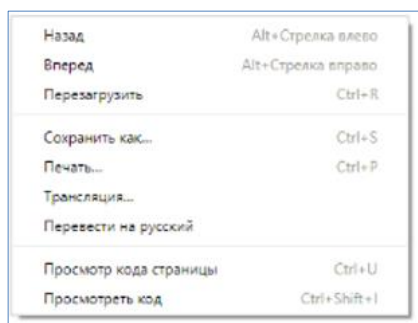 Назад Alt+Стрелка влево
Вперед Alt+Стрелка вправо
Перезагрузить Ctrl+R
Сохранить как... Ctrl+S
Печать... Ctrl+P
Трансляция...
Перевести на русский
Просмотр кода страницы Ctrl+U
Просмотреть код Ctrl+Shift+I